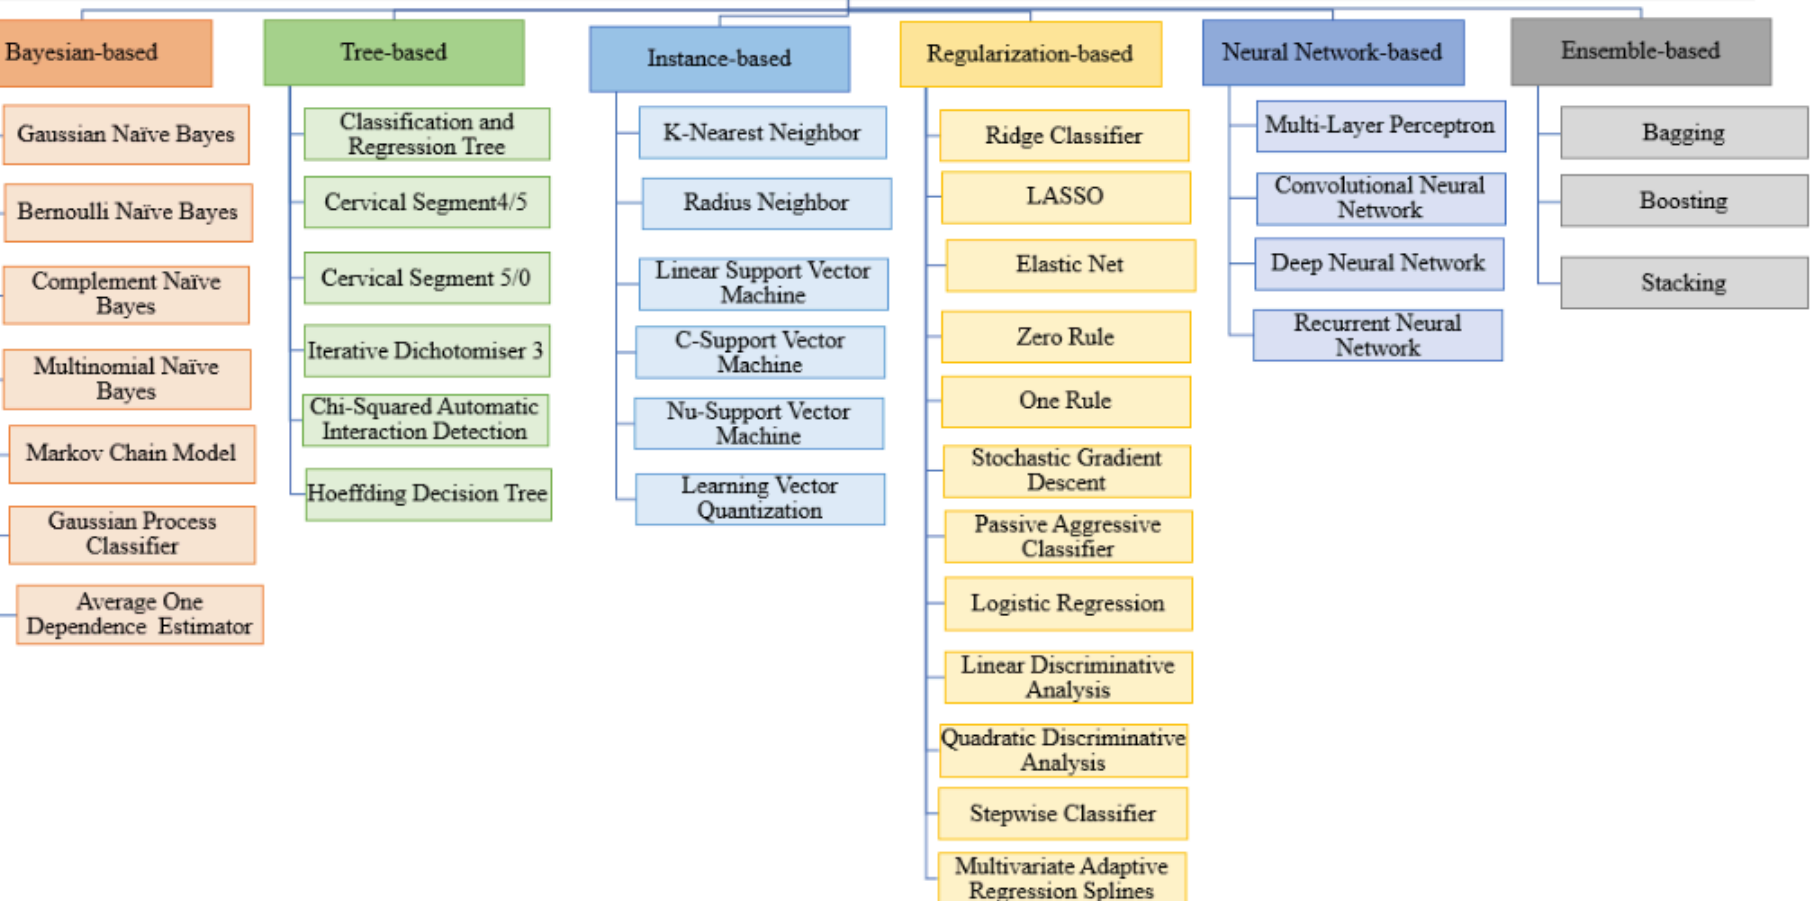 Bayesian-based
Gaussian Naïve Bayes
Bernoulli Naïve Bayes
Complement Naïve
Bayes
Multinomial Naïve
Bayes
Markov Chain Model
Gaussian Process
Classifier
Average One
Dependence Estimator
Tree-based
Classification and
Regression Tree
Cervical Segment4/5
Cervical Segment 5/0
Iterative Dichotomiser 3
Chi-Squared Automatic
Interaction Detection
Hoeffding Decision Tree
Instance-based
K-Nearest Neighbor
Radius Neighbor
Linear Support Vector
Machine
C-Support Vector
Machine
Nu-Support Vector
Machine
Learning Vector
Quantization
Regularization-based
Ridge Classifier
LASSO
Elastic Net
Zero Rule
One Rule
Stochastic Gradient
Descent
Passive Aggressive
Classifier
Logistic Regression
Linear Discriminative
Analysis
Quadratic Discriminative
Analysis
Stepwise Classifier
Multivariate Adaptive
Regression Splines
Neural Network-based
Multi-Layer Perceptron
Convolutional Neural
Network
Deep Neural Network
Recurrent Neural
Network
Ensemble-based
Bagging
Boosting
Stacking